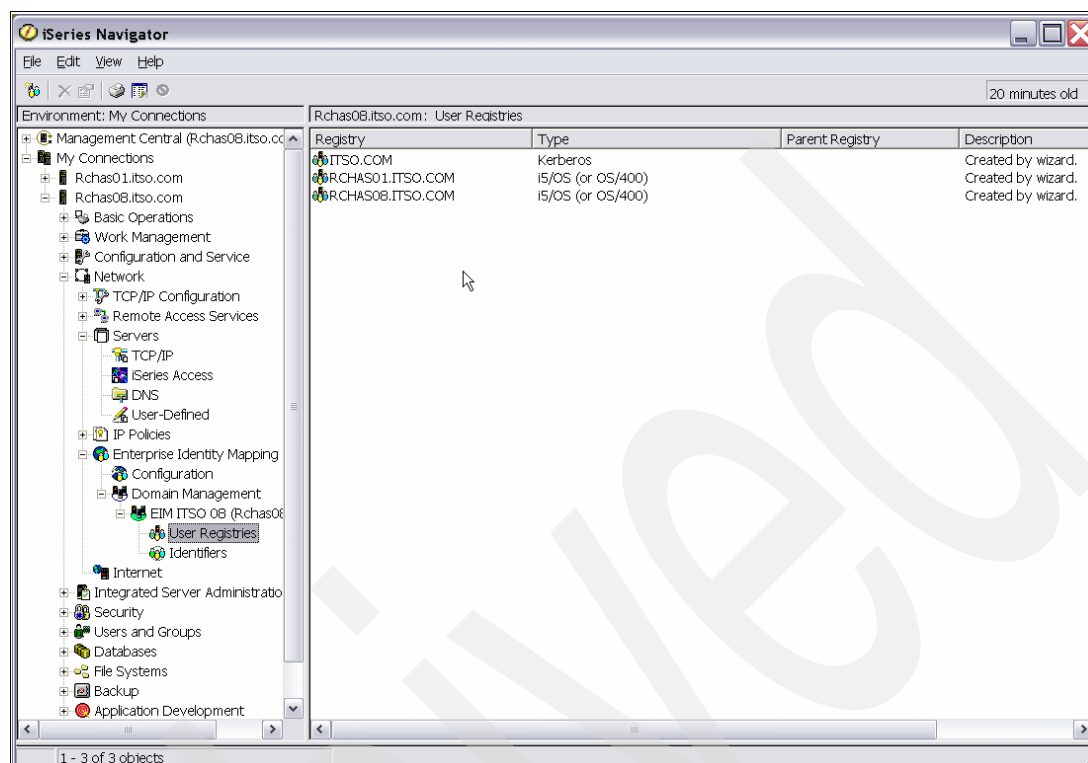 iSeries Navigator
File Edit View Help
20 minutes old
Environment: My Connections
Rchas08.itso.com: User Registries
Management Central (Rchas08.itso.cc
My Connections
Rchas01.itso.com
Rchas08.itso.com
Basic Operations
Work Management
Configuration and Service
Network
TCP/IP Configuration
Remote Access Services
Servers
TCP/IP
iSeries Access
DNS
User-Defined
IP Policies
Enterprise Identity Mapping
Configuration
Domain Management
EIM ITSO 08 (Rchas08
User Registries
Identifiers
Internet
Integrated Server Administratio
Security
Users and Groups
Databases
File Systems
Backup
Application Development
Registry Type Parent Registry Description
ITSO.COM Kerberos Created by wizard.
RCHAS01.ITSO.COM i5/OS (or OS/400) Created by wizard.
RCHAS08.ITSO.COM i5/OS (or OS/400) Created by wizard.
1 - 3 of 3 objects